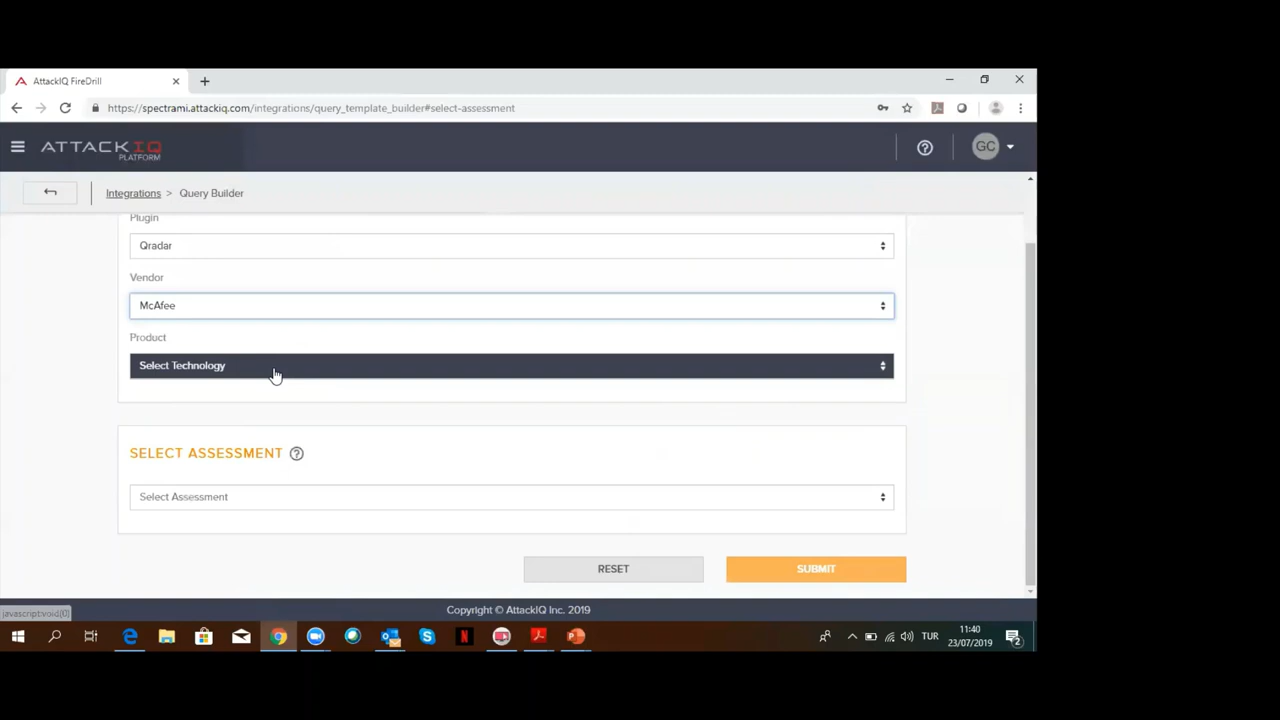 AttackIQ FireDrill
https://spectrami.attackiq.com/integrations/query_template_builder#select-assessment
ATTACKIQ
PLATFORM
GC
Integrations > Query Builder
Plugin
Qradar
Vendor
McAfee
Product
Select Technology
SELECT ASSESSMENT
Select Assessment
RESET
SUBMIT
javascript:void(0)
Copyright © AttackIQ Inc. 2019
TUR
11:40
23/07/2019
2